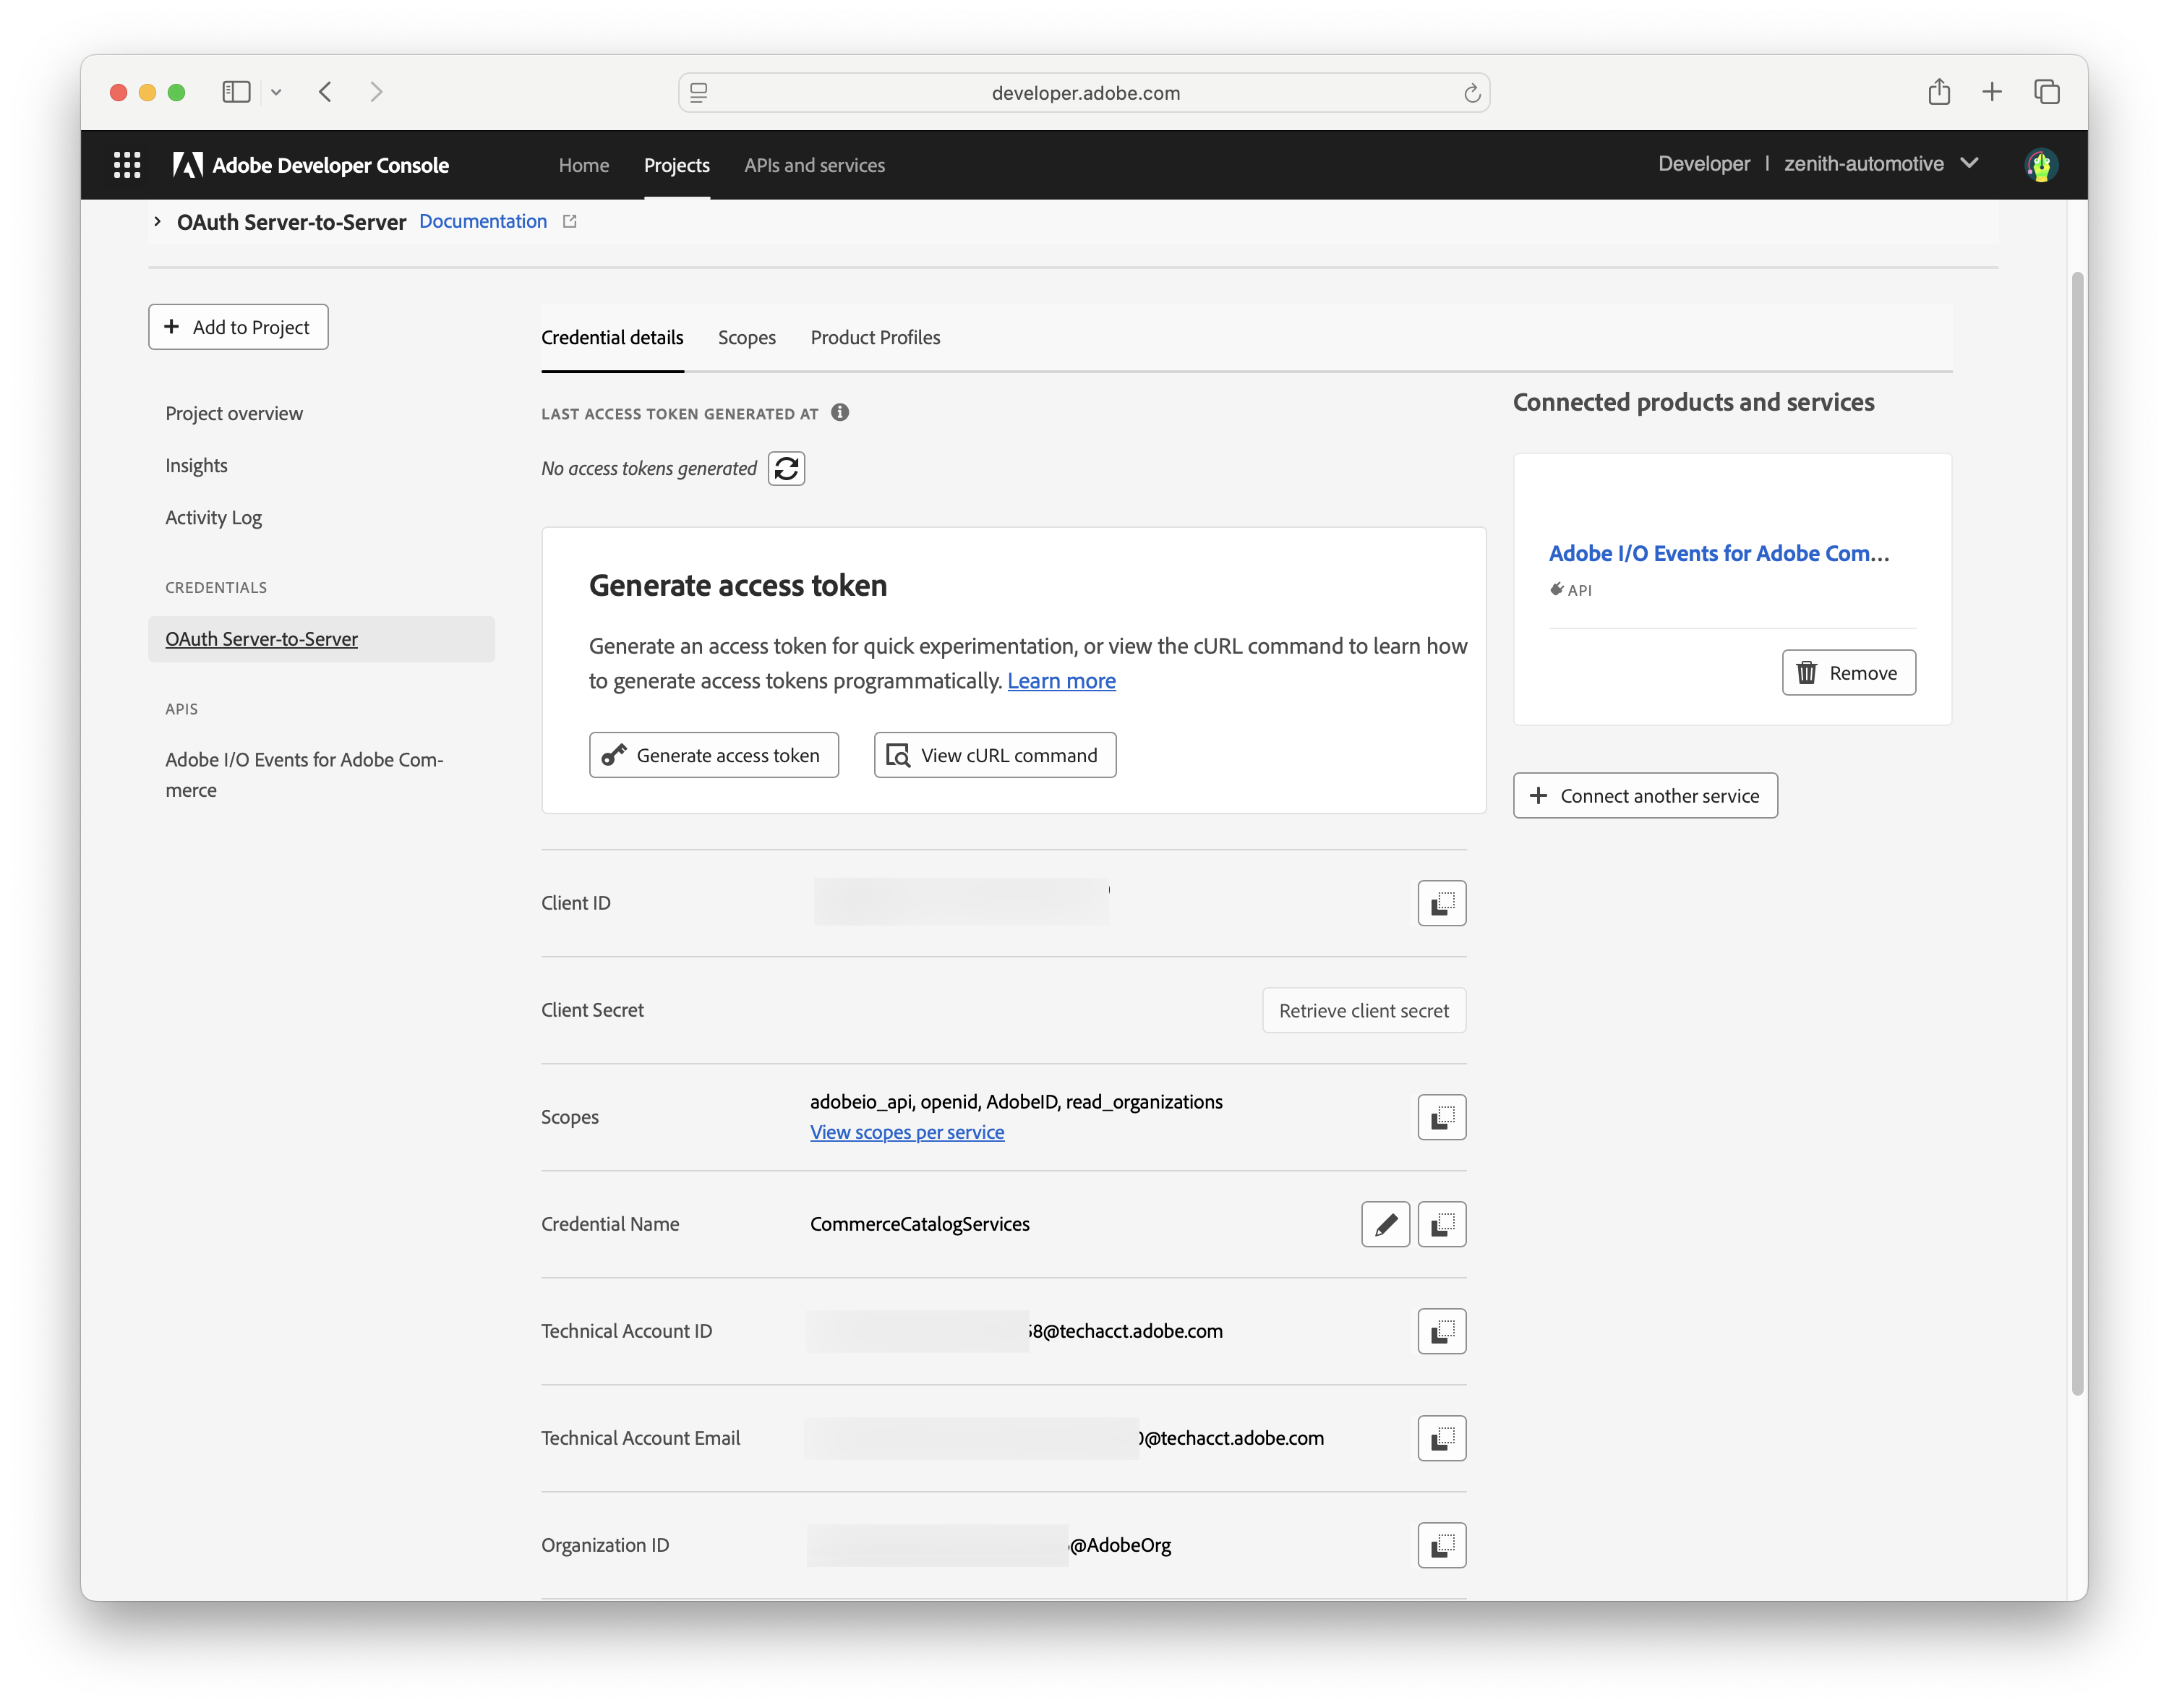 developer.adobe.com
Adobe Developer Console
Home
Projects
APIs and services
Developer | zenith-automotive
OAuth Server-to-Server
Documentation
Add to Project
Project overview
Insights
Activity Log
CREDENTIALS
OAuth Server-to-Server
APIS
Adobe I/O Events for Adobe Com-
merce
Credential details
Scopes
Product Profiles
LAST ACCESS TOKEN GENERATED AT
No access tokens generated
Generate access token
Generate an access token for quick experimentation, or view the cURL command to learn how
to generate access tokens programmatically. Learn more
Generate access token
View cURL command
Connected products and services
Adobe I/O Events for Adobe Com...
API
Remove
Connect another service
Client ID
Client Secret
Retrieve client secret
Scopes
adobeio_api, openid, AdobeID, read_organizations
View scopes per service
Credential Name
CommerceCatalogServices
Technical Account ID
8@techacct.adobe.com
Technical Account Email
@techacct.adobe.com
Organization ID
@AdobeOrg